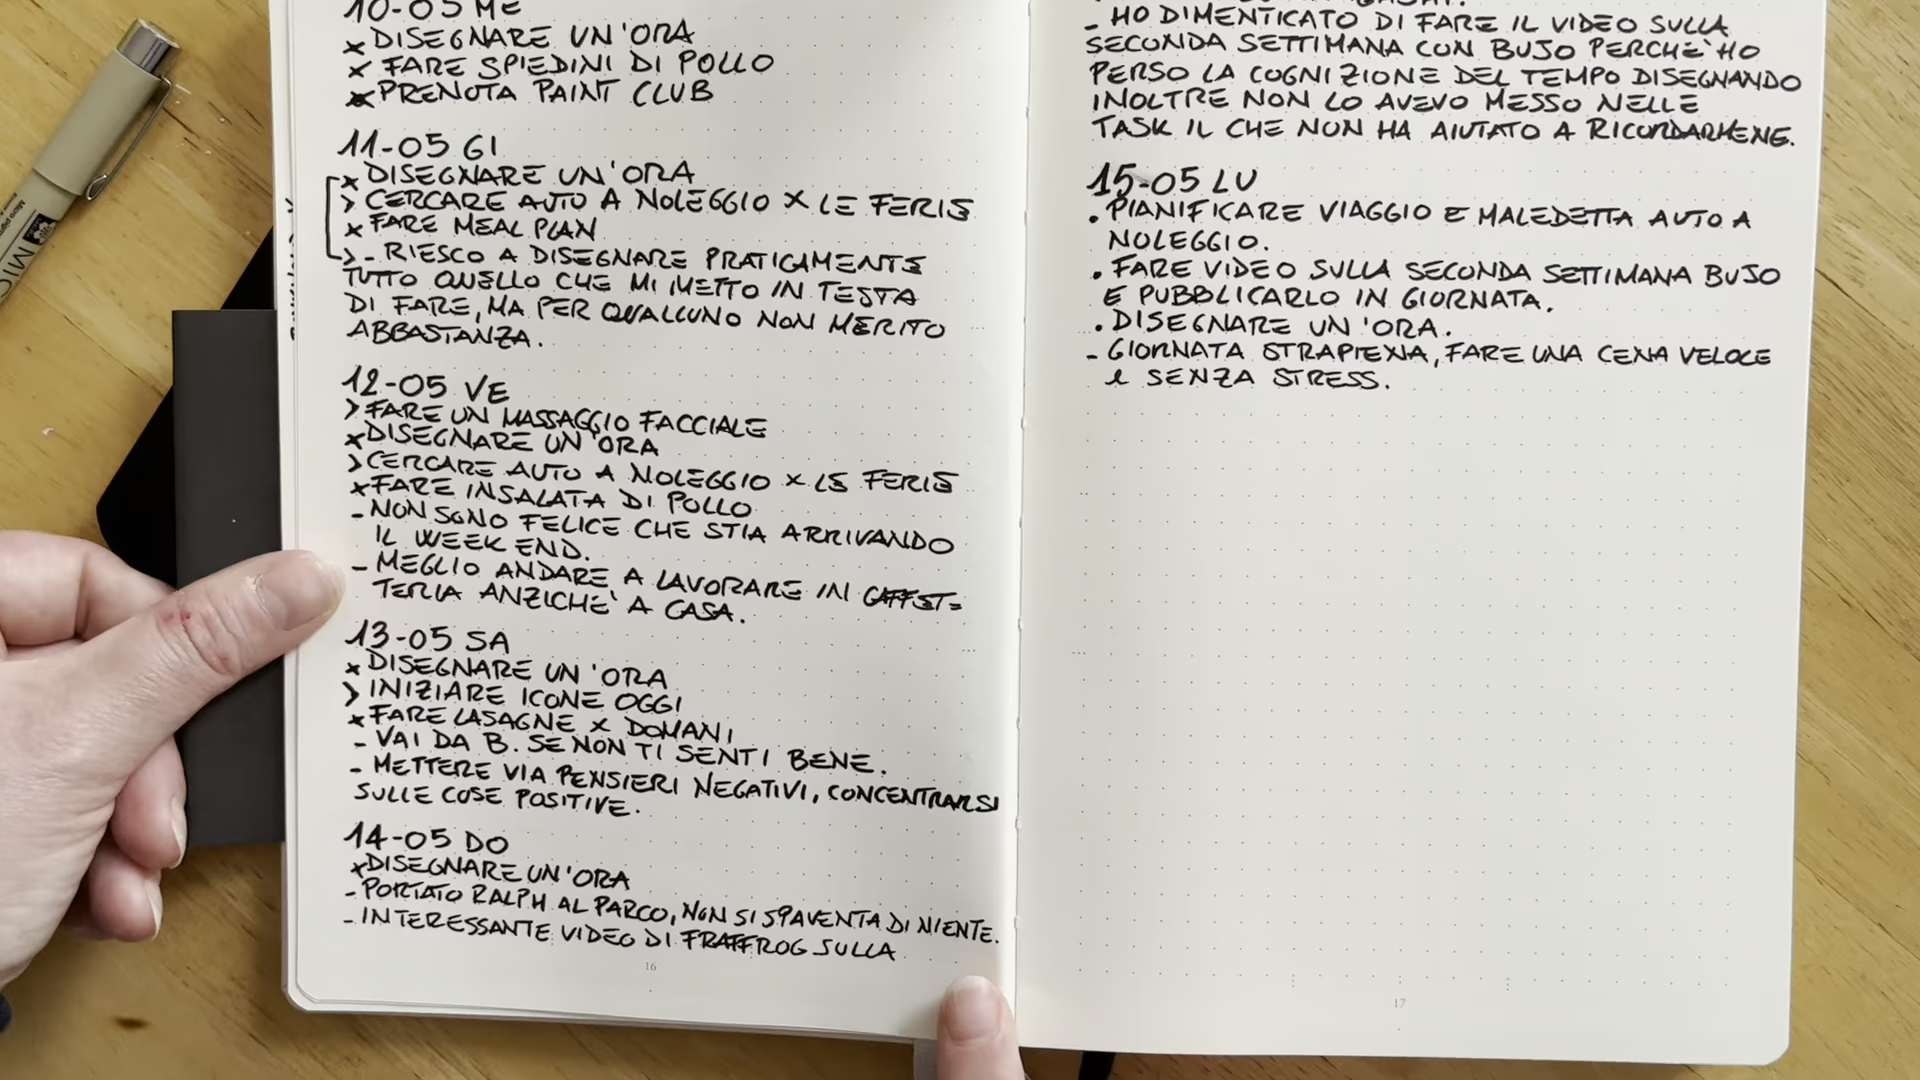 10-05 ME
× DISEGNARE UN'ORA
× FARE SPIEDINI DI POLLO
× PRENOTA PAINT CLUB
11-05 GI
× DISEGNARE UN'ORA
> CERCARE AUTO A NOLEGGIO × LE FERIE
× FARE MEAL PLAN
> - RIESCO A DISEGNARE PRATICAMENTE
TUTTO QUELLO CHE MI METTO IN TESTA
DI FARE, MA PER QUALCUNO NON MERITO
ABBASTANZA.
12-05 VE
> FARE UN MASSAGGIO FACCIALE
× DISEGNARE UN'ORA
> CERCARE AUTO A NOLEGGIO × LE FERIE
× FARE INSALATA DI POLLO
- NON SONO FELICE CHE STIA ARRIVANDO
IL WEEK END.
- MEGLIO ANDARE A LAVORARE IN CAFFET=
TERIA ANZICHE' A CASA.
13-05 SA
× DISEGNARE UN'ORA
> INIZIARE ICONE OGGI
× FARE LASAGNE × DOMANI
- VAI DA B. SE NON TI SENTI BENE.
- METTERE VIA PENSIERI NEGATIVI, CONCENTRARSI
SULLE COSE POSITIVE.
14-05 DO
× DISEGNARE UN'ORA
- PORTATO RALPH AL PARCO, NON SI SPAVENTA DI NIENTE.
- INTERESSANTE VIDEO DI FRAFFROG SULLA
16
- HO DIMENTICATO DI FARE IL VIDEO SULLA
SECONDA SETTIMANA CON BUJO PERCHE' HO
PERSO LA COGNIZIONE DEL TEMPO DISEGNANDO
INOLTRE NON LO AVEVO MESSO NELLE
TASK IL CHE NON HA AIUTATO A RICORDARMENE.
15-05 LU
• PIANIFICARE VIAGGIO E MALEDETTA AUTO A
NOLEGGIO.
• FARE VIDEO SULLA SECONDA SETTIMANA BUJO
E PUBBLICARLO IN GIORNATA.
• DISEGNARE UN'ORA.
- GIORNATA STRAPIENA, FARE UNA CENA VELOCE
e SENZA STRESS.
17